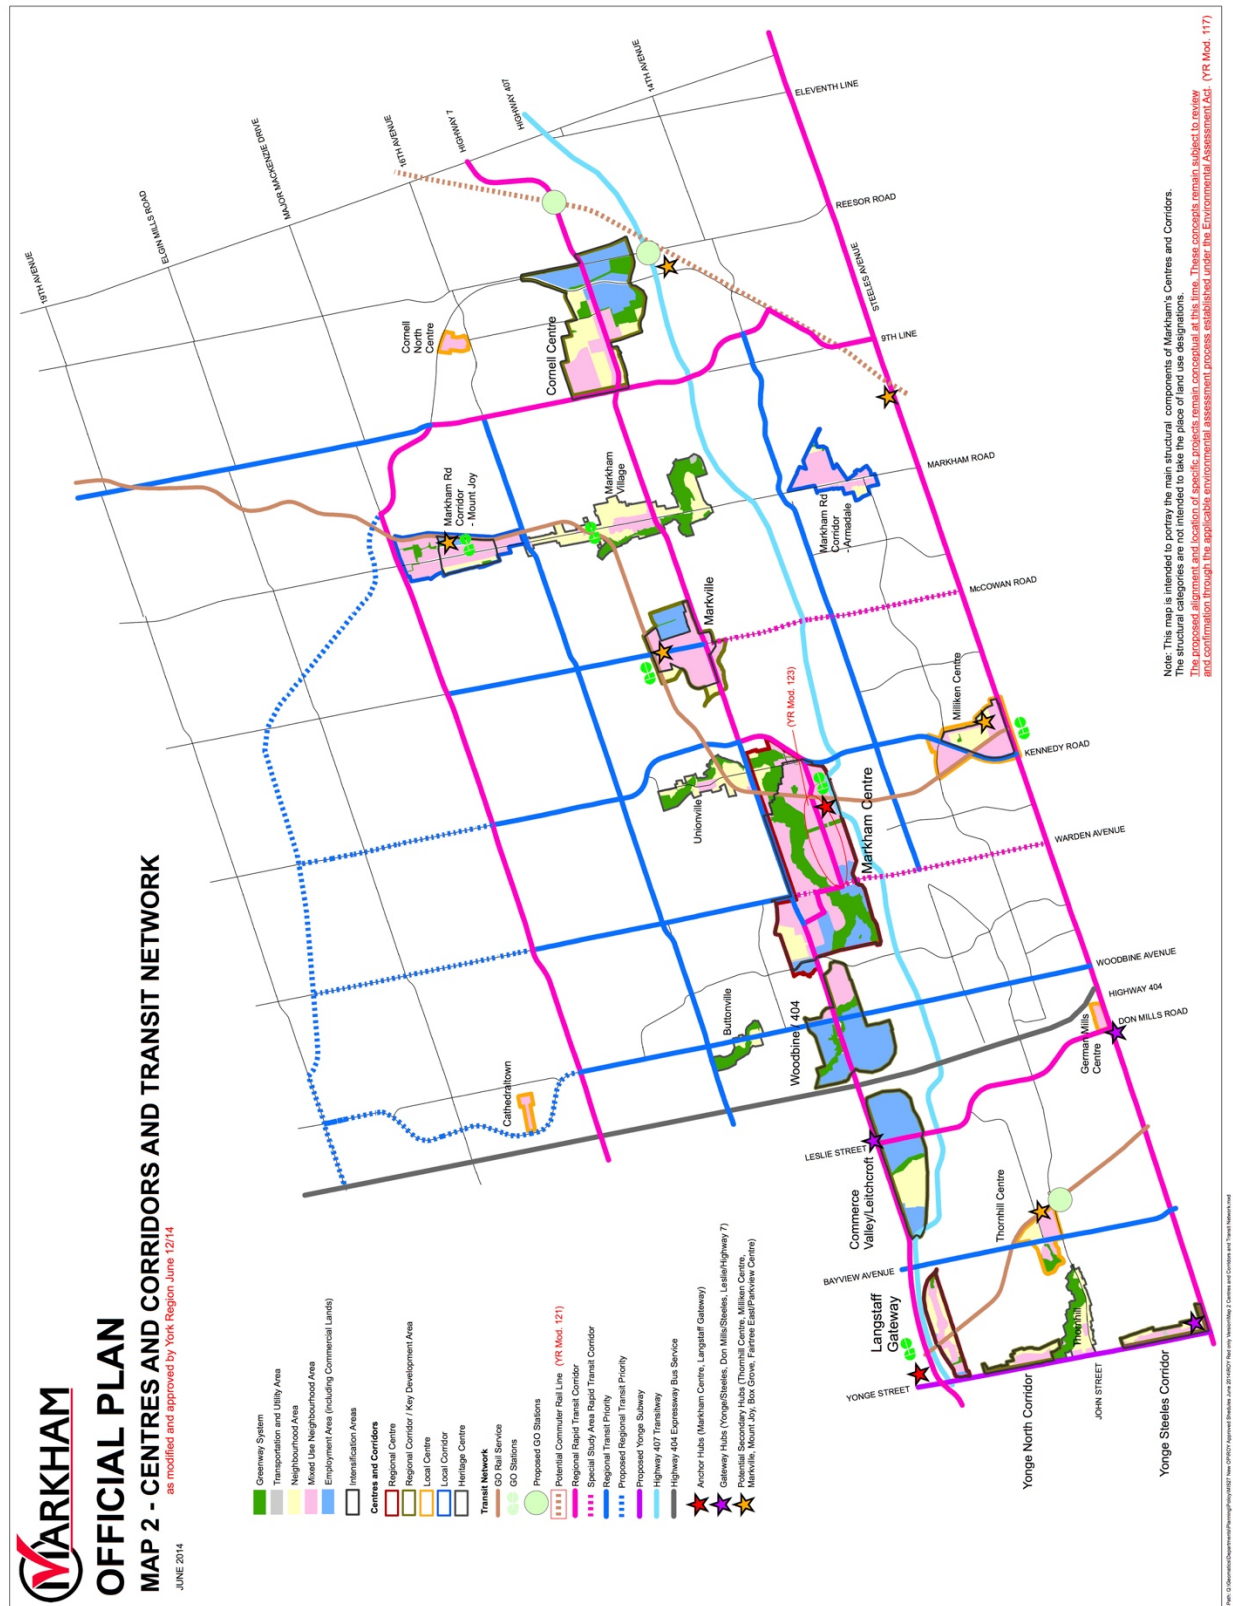 MARKHAM
OFFICIAL PLAN
MAP 2 - CENTRES AND CORRIDORS AND TRANSIT NETWORK
as modified and approved by York Region June 12/14
JUNE 2014
Greenway System
Transportation and Utility Area
Neighbourhood Area
Mixed Use Neighbourhood Area
Employment Area (including Commercial Lands)
Intensification Areas
Centres and Corridors
Regional Centre
Regional Corridor / Key Development Area
Local Centre
Local Corridor
Heritage Centre
Transit Network
GO Rail Service
GO Stations
Proposed GO Stations
Potential Commuter Rail Line (YR Mod. 121)
Regional Rapid Transit Corridor
Special Study Area Rapid Transit Corridor
Regional Transit Priority
Proposed Regional Transit Priority
Proposed Yonge Subway
Highway 407 Transitway
Highway 404 Expressway Bus Service
Anchor Hubs (Markham Centre, Langstaff Gateway)
Gateway Hubs (Yonge/Steeles, Don Mills/Steeles, Leslie/Highway 7)
Potential Secondary Hubs (Thornhill Centre, Milliken Centre,
Markville, Mount Joy, Box Grove, Fairtree East/Parkview Centre)
19TH AVENUE
ELGIN MILLS ROAD
MAJOR MACKENZIE DRIVE
16TH AVENUE
HIGHWAY 7
HIGHWAY 407
14TH AVENUE
ELEVENTH LINE
REESOR ROAD
STEELES AVENUE
9TH LINE
MARKHAM ROAD
McCOWAN ROAD
KENNEDY ROAD
WARDEN AVENUE
WOODBINE AVENUE
HIGHWAY 404
DON MILLS ROAD
LESLIE STREET
BAYVIEW AVENUE
YONGE STREET
JOHN STREET
Cornell
North
Centre
Cornell Centre
Markham Rd
Corridor
- Mount Joy
Markham
Village
Markham Rd
Corridor
- Armadale
Markville
(YR Mod. 123)
Milliken Centre
Unionville
Markham Centre
Buttonville
Woodbine / 404
Cathedraltown
German Mills
Centre
Commerce
Valley/Leitchcroft
Thornhill Centre
Langstaff
Gateway
Thornhill
Yonge North Corridor
Yonge Steeles Corridor
Note: This map is intended to portray the main structural components of Markham's Centres and Corridors.
The structural categories are not intended to take the place of land use designations.
The proposed alignment and location of specific projects remain conceptual at this time. These concepts remain subject to review
and confirmation through the applicable environmental assessment process established under the Environmental Assessment Act. (YR Mod. 117)